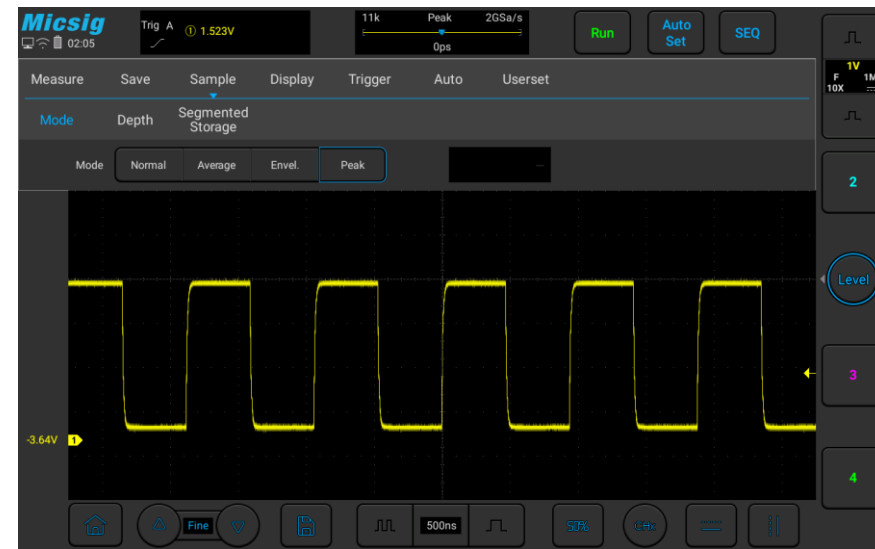 Micsig
02:05
Trig A
① 1.523V
11k Peak 2GSa/s
0ps
Run
Auto
Set
SEQ
Measure Save Sample Display Trigger Auto Userset
Mode Depth Segmented
Storage
Mode Normal Average Envel. Peak
1V
F 1M
10X
2
Level
3
4
-3.64V 1
Fine
500ns
50%